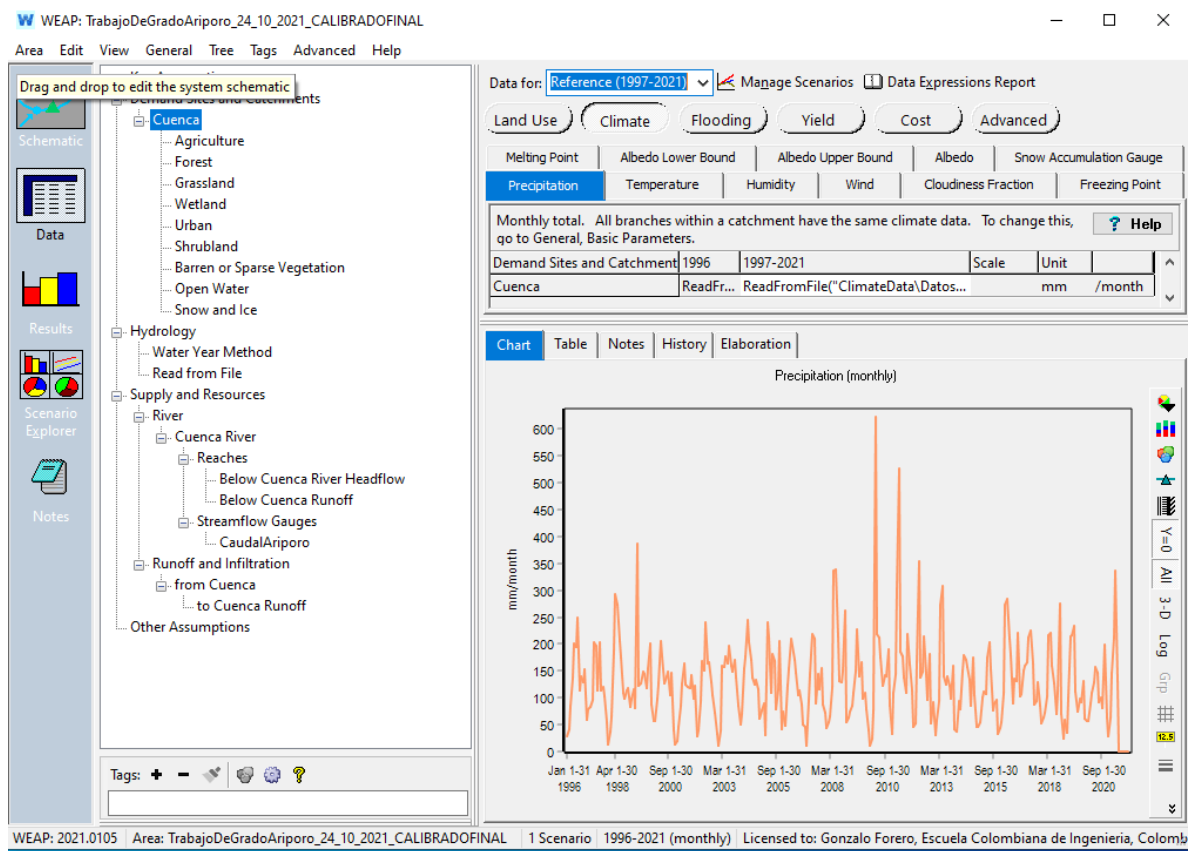 WEAP: TrabajoDeGradoAriporo_24_10_2021_CALIBRADOFINAL
Area Edit View General Tree Tags Advanced Help
Drag and drop to edit the system schematic
Schematic
Data
Results
Scenario
Explorer
Notes
Demand Sites and Catchments
Cuenca
Agriculture
Forest
Grassland
Wetland
Urban
Shrubland
Barren or Sparse Vegetation
Open Water
Snow and Ice
Hydrology
Water Year Method
Read from File
Supply and Resources
River
Cuenca River
Reaches
Below Cuenca River Headflow
Below Cuenca Runoff
Streamflow Gauges
CaudalAriporo
Runoff and Infiltration
from Cuenca
to Cuenca Runoff
Other Assumptions
Tags:
Data for: Reference (1997-2021) Manage Scenarios Data Expressions Report
Land Use Climate Flooding Yield Cost Advanced
Melting Point Albedo Lower Bound Albedo Upper Bound Albedo Snow Accumulation Gauge
Precipitation Temperature Humidity Wind Cloudiness Fraction Freezing Point
Monthly total. All branches within a catchment have the same climate data. To change this,
go to General, Basic Parameters.
? Help
Demand Sites and Catchment 1996 1997-2021 Scale Unit
Cuenca ReadFr... ReadFromFile("ClimateData\Datos... mm /month
Chart Table Notes History Elaboration
Precipitation (monthly)
mm/month
600
550
500
450
400
350
300
250
200
150
100
50
0
Jan 1-31 Apr 1-30 Sep 1-30 Mar 1-31 Sep 1-30 Mar 1-31 Sep 1-30 Mar 1-31 Sep 1-30 Mar 1-31 Sep 1-30
1996 1998 2000 2003 2005 2008 2010 2013 2015 2018 2020
Y=0
All
3-D
Log
Grp
12.5
WEAP: 2021.0105 Area: TrabajoDeGradoAriporo_24_10_2021_CALIBRADOFINAL 1 Scenario 1996-2021 (monthly) Licensed to: Gonzalo Forero, Escuela Colombiana de Ingenieria, Colom